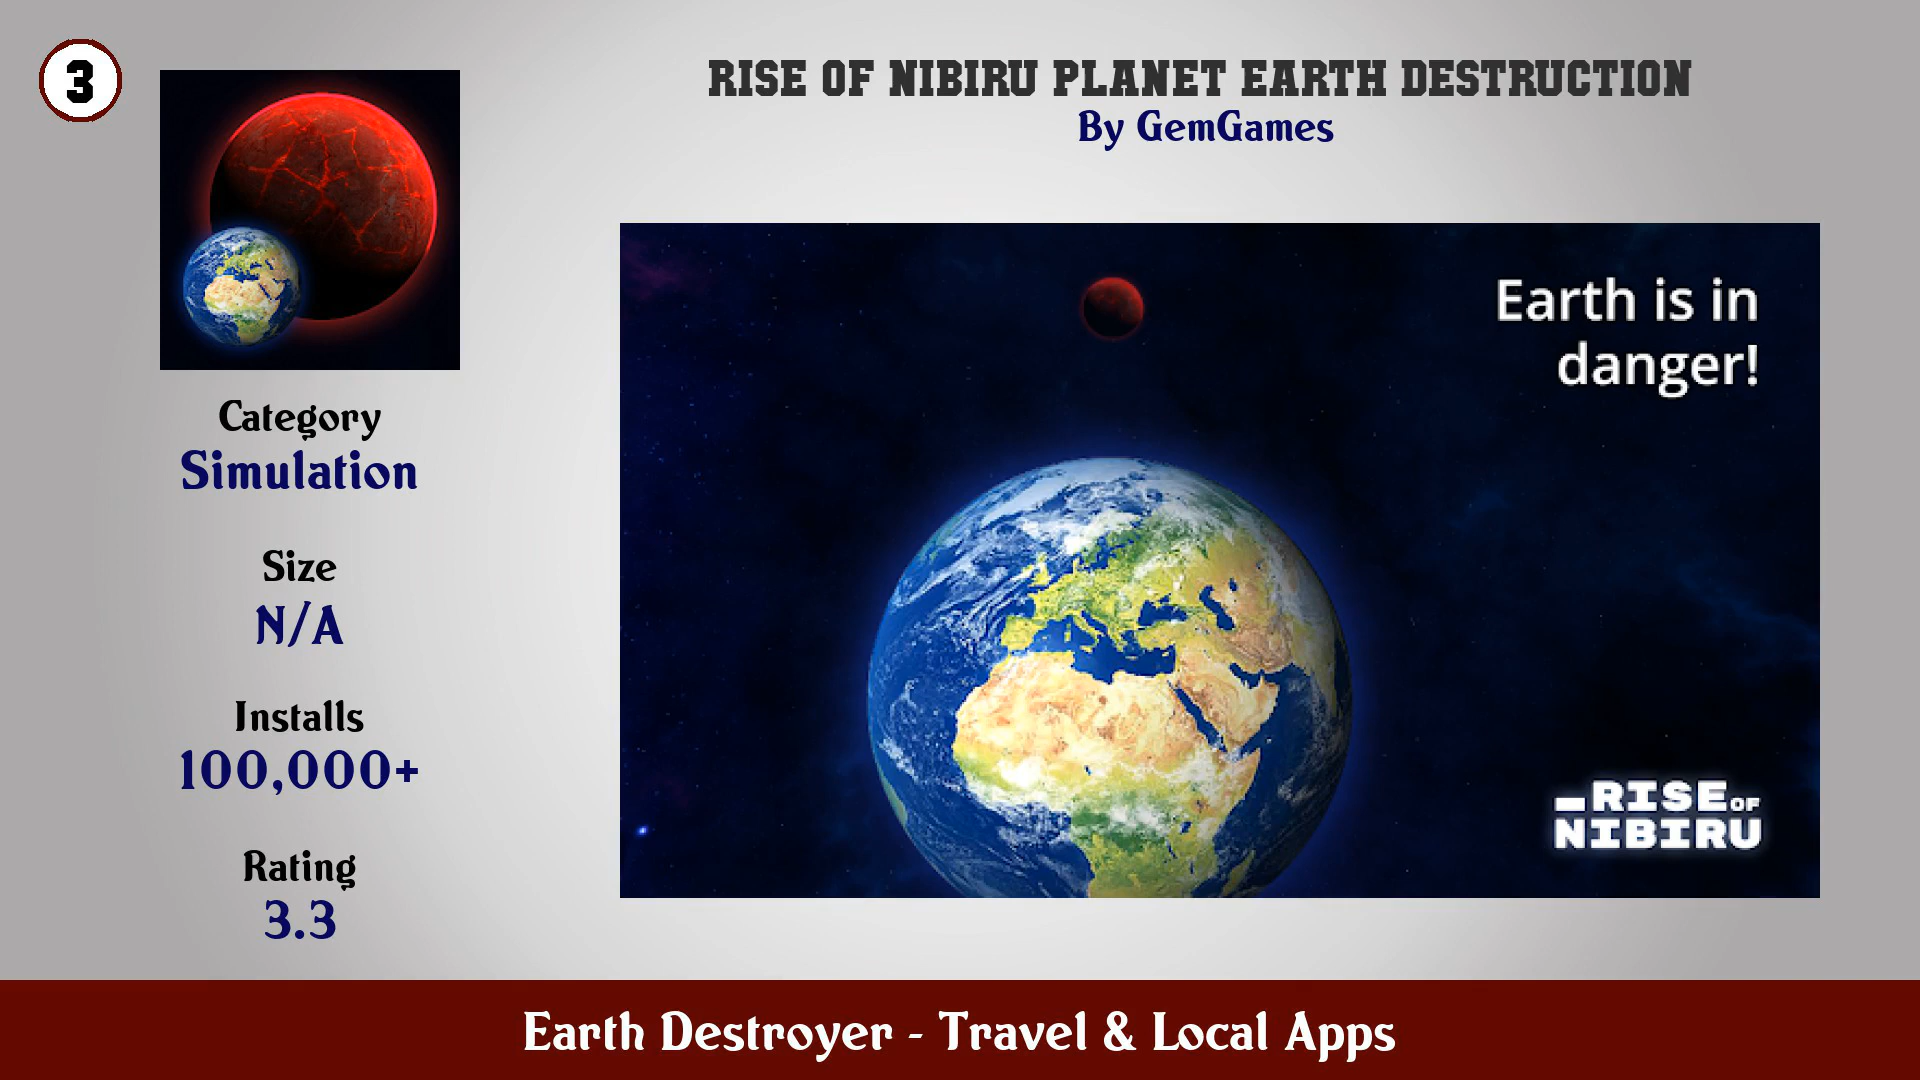 3
RISE OF NIBIRU PLANET EARTH DESTRUCTION
By GemGames
Category
Simulation
Size
N/A
Installs
100,000+
Rating
3.3
Earth is in
danger!
RISE OF
NIBIRU
Earth Destroyer - Travel & Local Apps